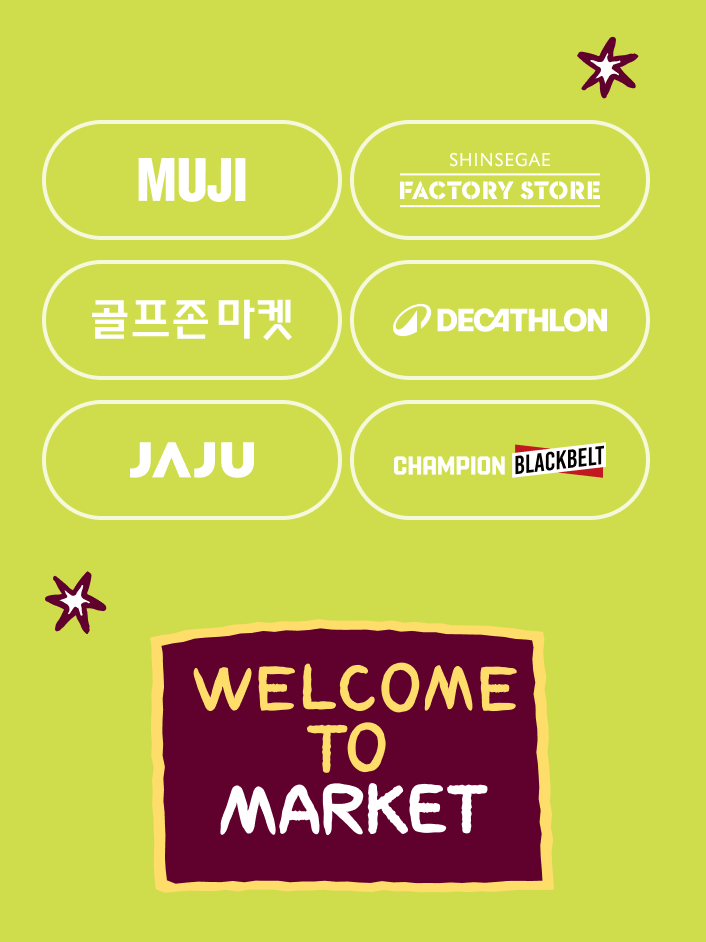 MUJI
SHINSEGAE
FACTORY STORE
골프존 마켓
DECATHLON
JAJU
CHAMPION BLACKBELT
WELCOME
TO
MARKET